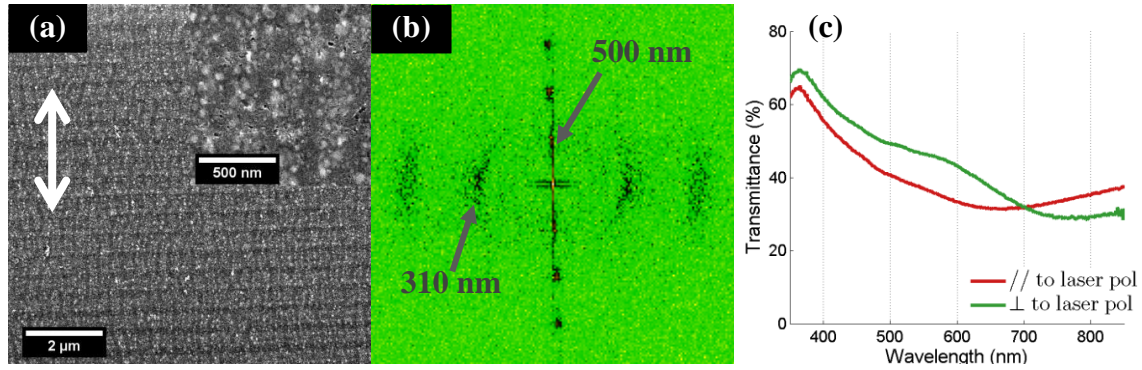 (a)
500 nm
2 µm
(b)
500 nm
310 nm
(c)
Transmittance (%)
80
60
40
20
0
400 500 600 700 800
Wavelength (nm)
// to laser pol
⊥ to laser pol